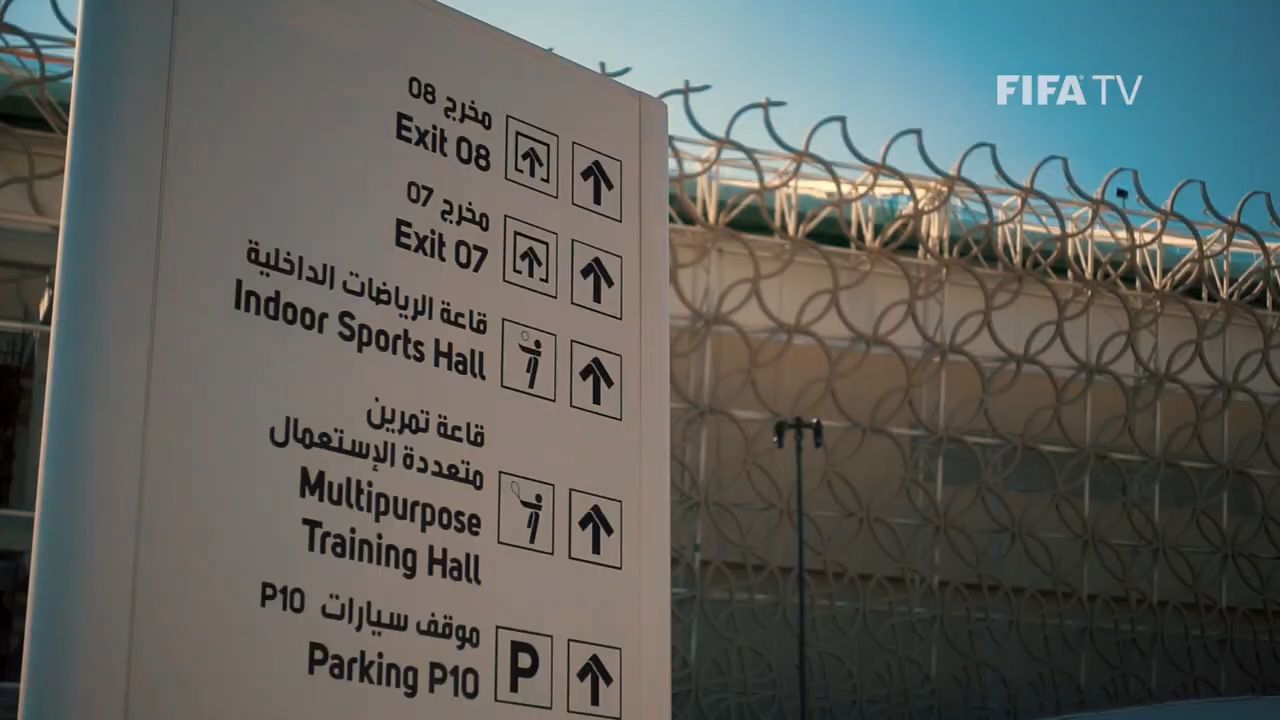 FIFA TV
مخرج 08
Exit 08
مخرج 07
Exit 07
قاعة الرياضات الداخلية
Indoor Sports Hall
قاعة تمرين
متعددة الإستعمال
Multipurpose
Training Hall
موقف سيارات P10
Parking P10
P